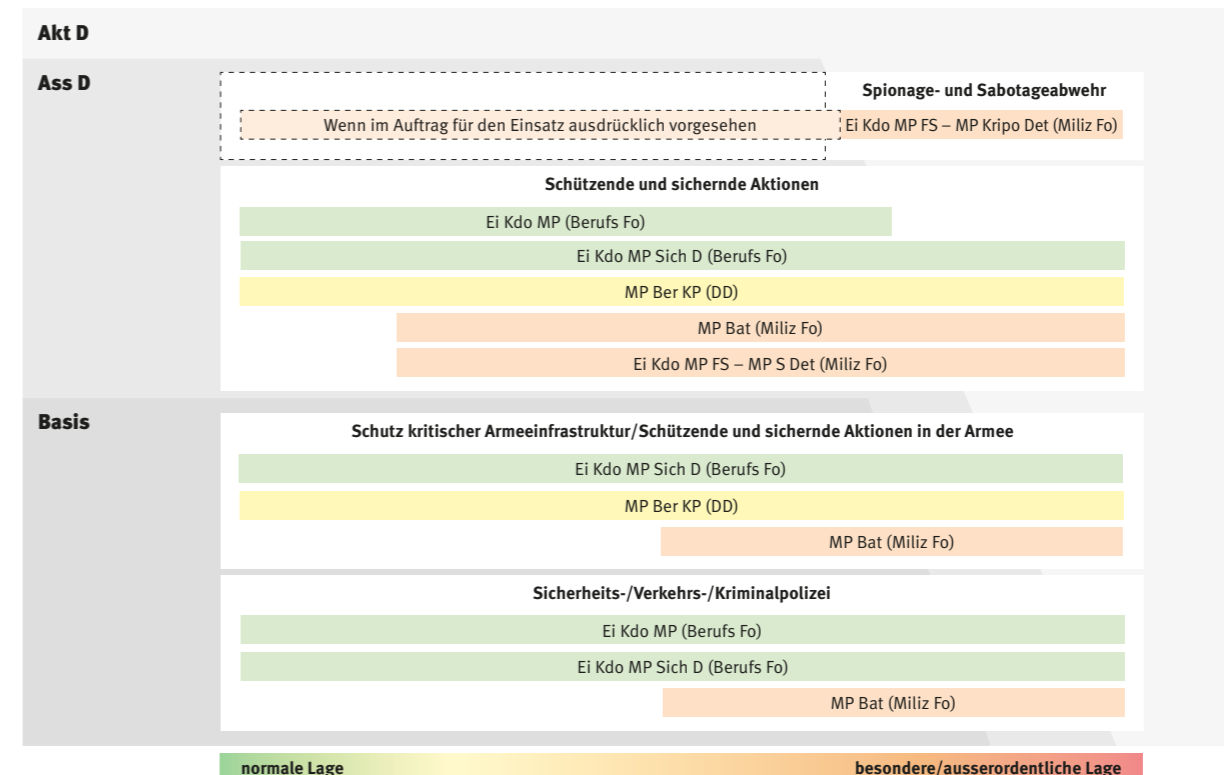 Akt D
Ass D
Spionage- und Sabotageabwehr
Wenn im Auftrag für den Einsatz ausdrücklich vorgesehen
Ei Kdo MP FS – MP Kripo Det (Miliz Fo)
Schützende und sichernde Aktionen
Ei Kdo MP (Berufs Fo)
Ei Kdo MP Sich D (Berufs Fo)
MP Ber KP (DD)
MP Bat (Miliz Fo)
Ei Kdo MP FS – MP S Det (Miliz Fo)
Basis
Schutz kritischer Armeeinfrastruktur/Schützende und sichernde Aktionen in der Armee
Ei Kdo MP Sich D (Berufs Fo)
MP Ber KP (DD)
MP Bat (Miliz Fo)
Sicherheits-/Verkehrs-/Kriminalpolizei
Ei Kdo MP (Berufs Fo)
Ei Kdo MP Sich D (Berufs Fo)
MP Bat (Miliz Fo)
normale Lage
besondere/ausserordentliche Lage